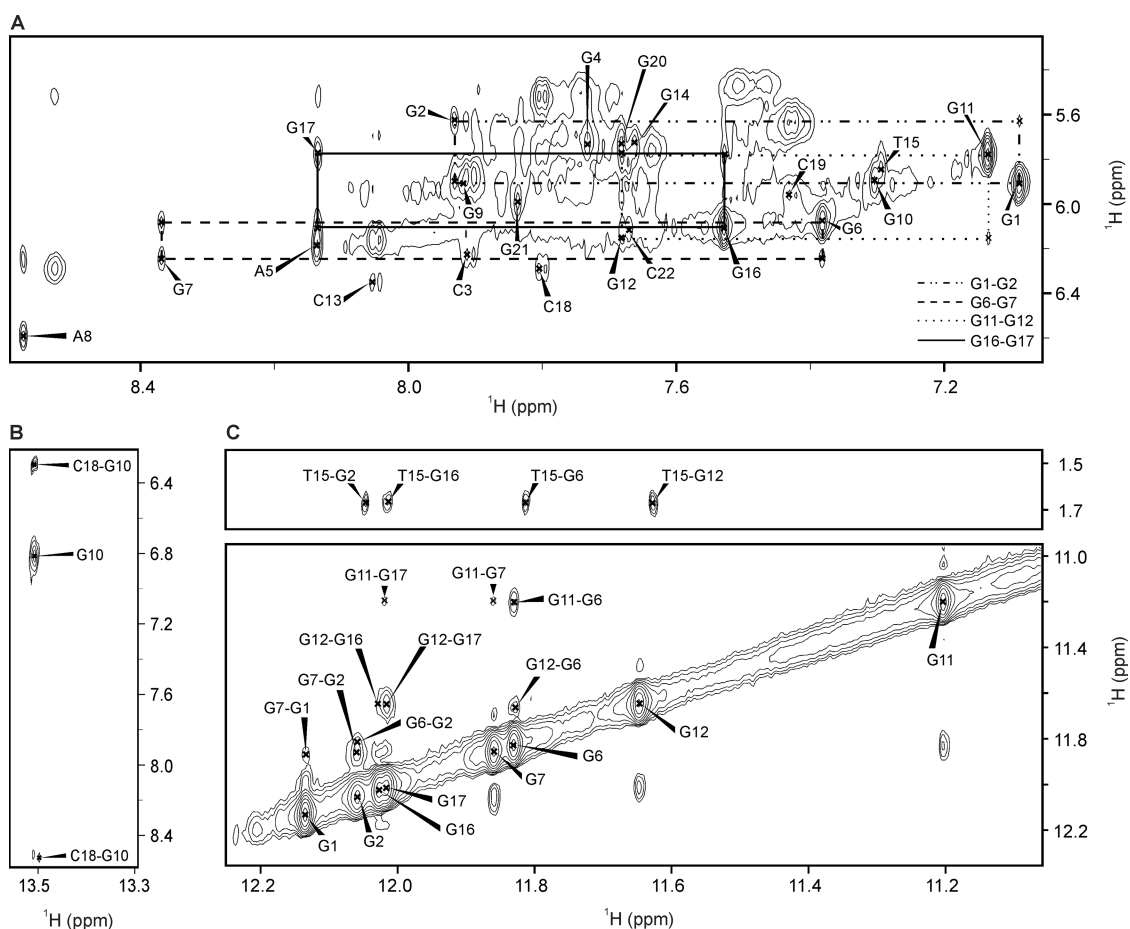 A
G4
G20
G14
G2
G17
G11
T15
C19
G9
G10
G1
G21
G6
A5
G7
C3
G12
G16
C22
C13
C18
A8
G1-G2
G6-G7
G11-G12
G16-G17
5.6
6.0
6.4
¹H (ppm)
8.4
8.0
7.6
7.2
¹H (ppm)
B
C18-G10
G10
C18-G10
6.4
6.8
7.2
7.6
8.0
8.4
13.5
13.3
¹H (ppm)
C
T15-G2
T15-G16
T15-G6
T15-G12
1.5
1.7
G11-G17
G11-G7
G11-G6
G12-G16
G12-G17
G7-G2
G12-G6
G7-G1
G6-G2
G11
G12
G6
G7
G17
G16
G1
G2
11.0
11.4
11.8
12.2
¹H (ppm)
12.2
12.0
11.8
11.6
11.4
11.2
¹H (ppm)